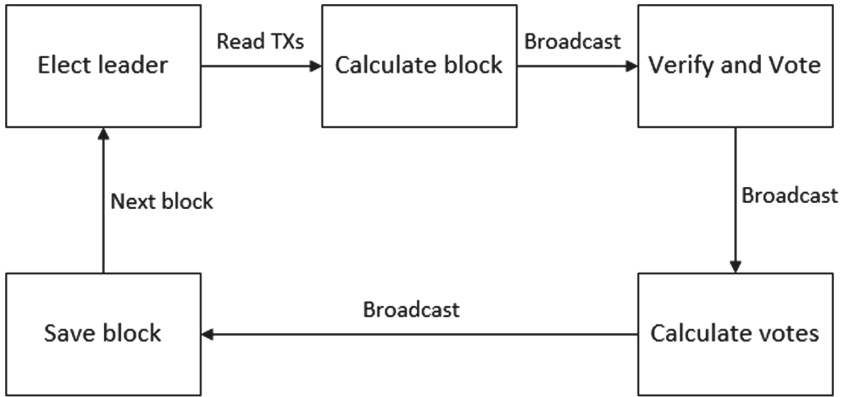 Elect leader
Read TXs
Calculate block
Broadcast
Verify and Vote
Broadcast
Calculate votes
Broadcast
Save block
Next block